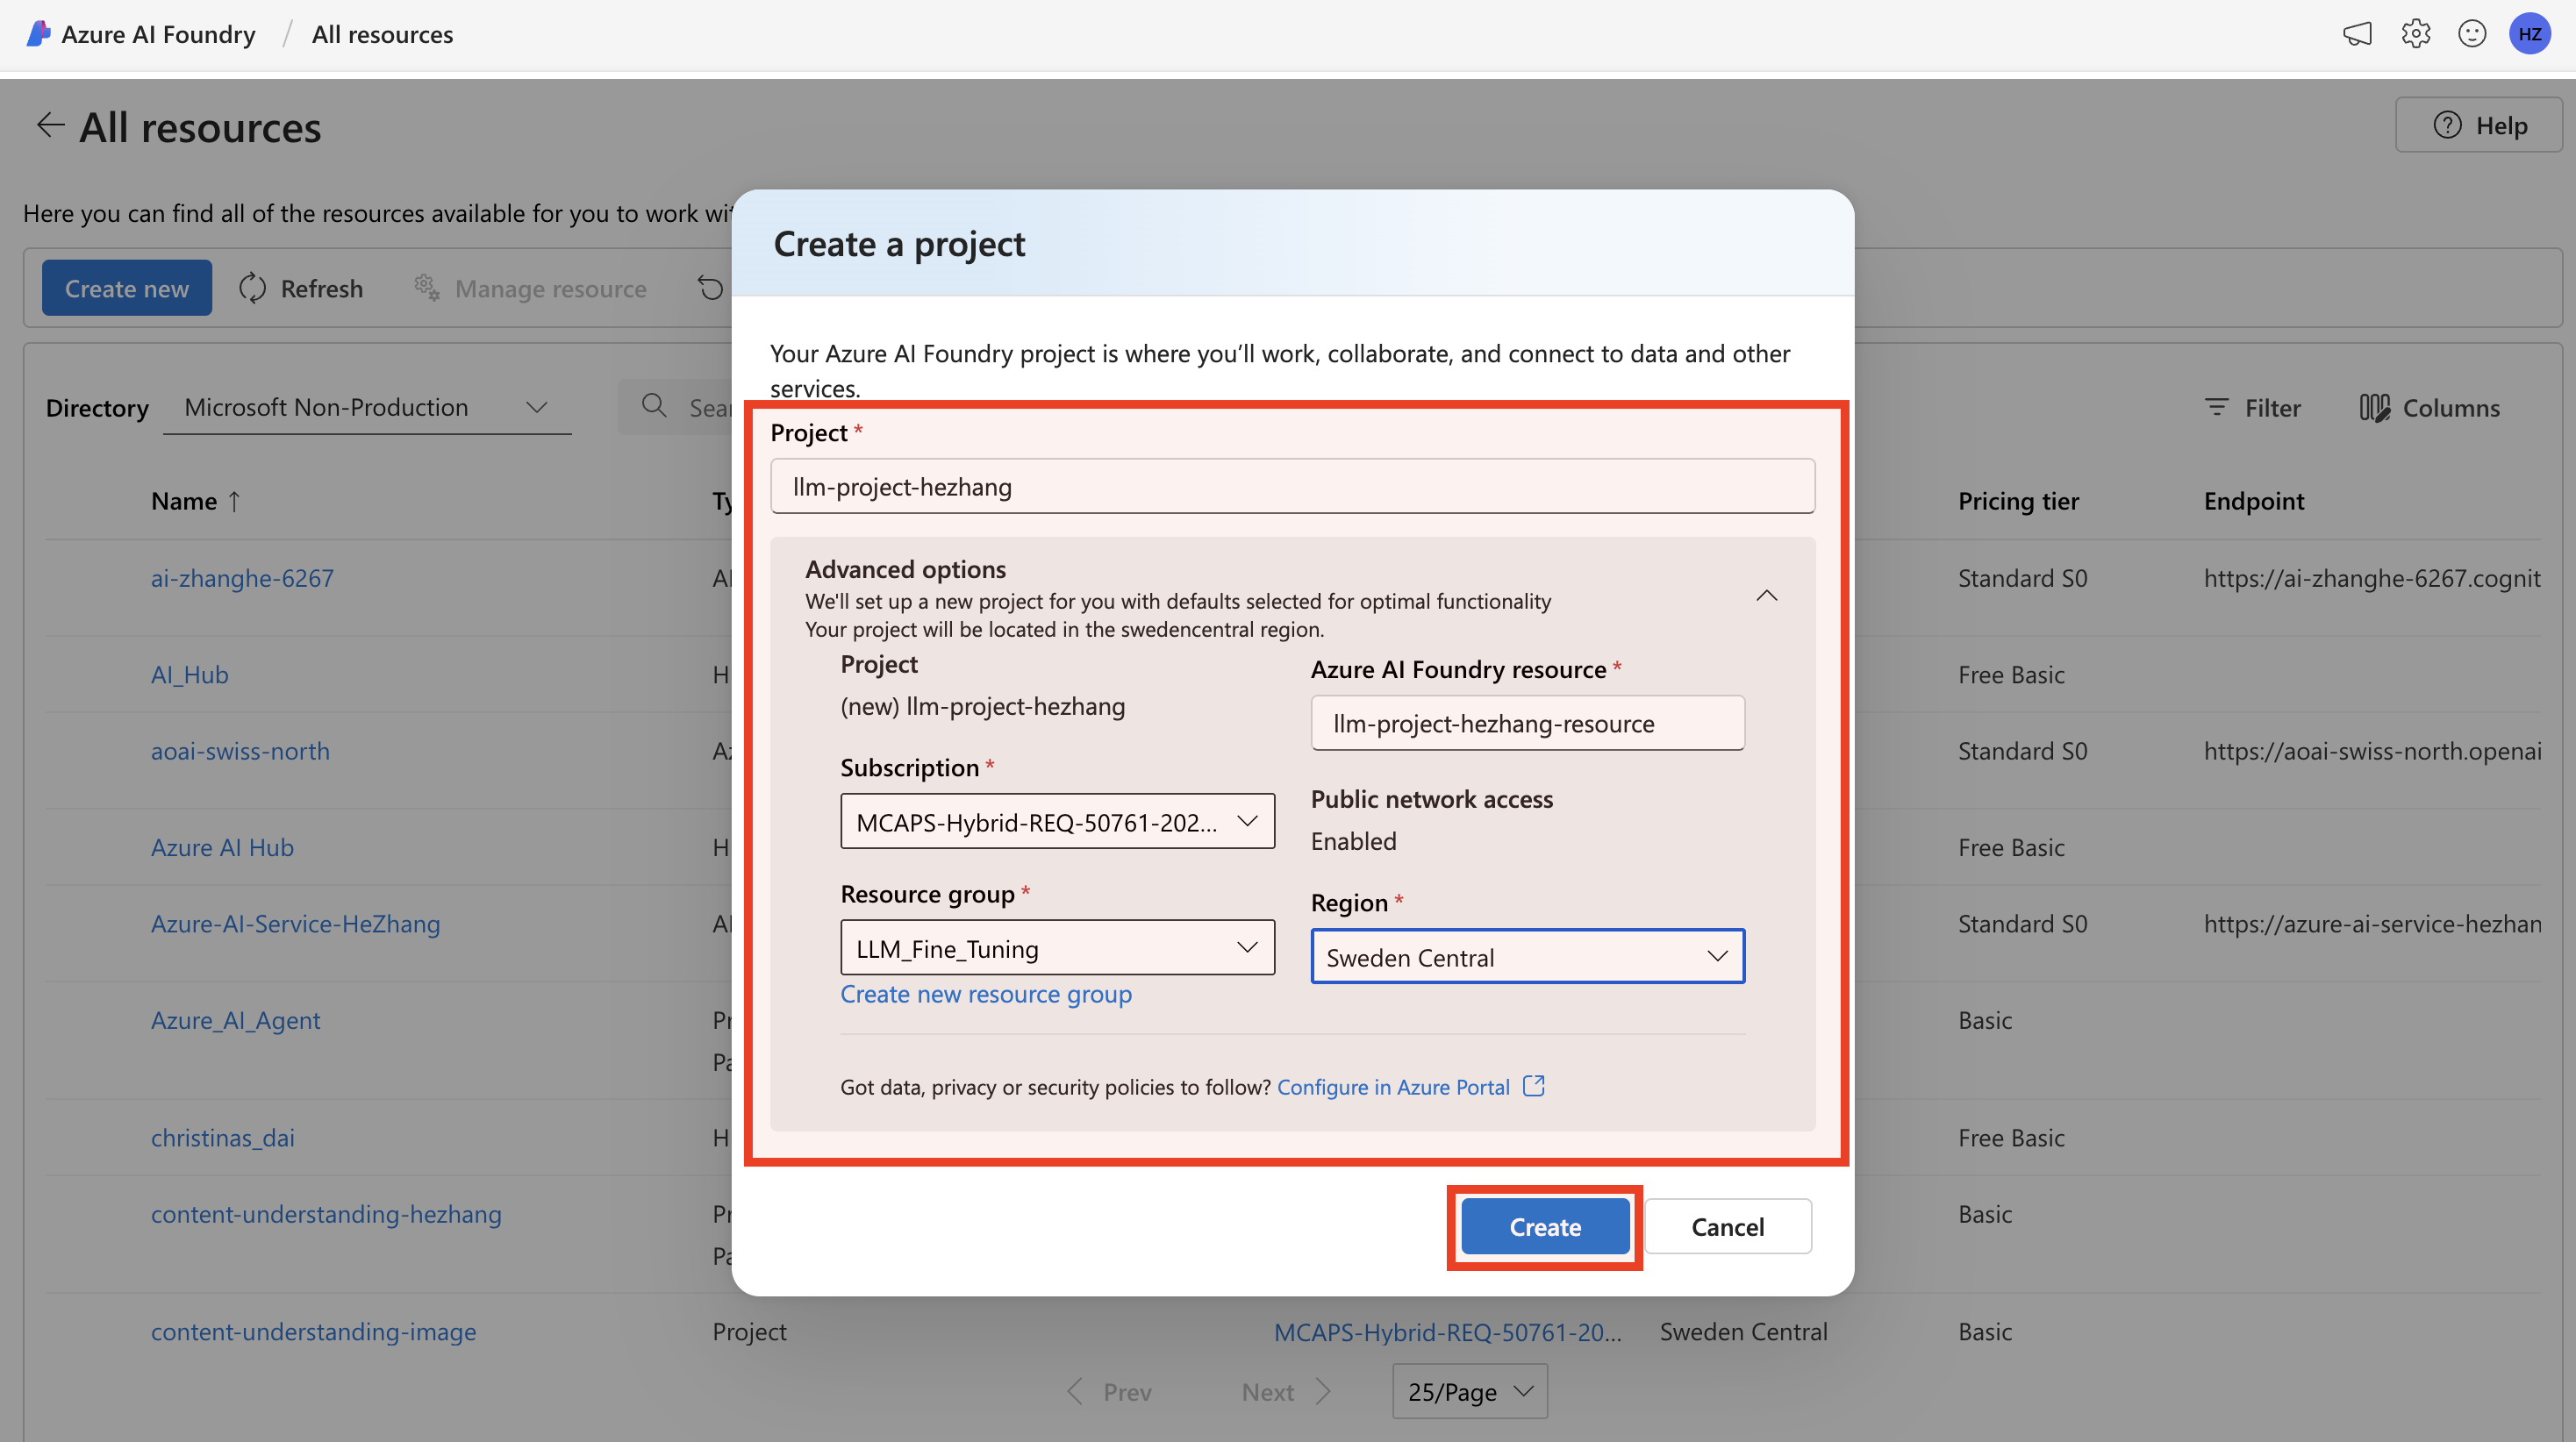 Azure AI Foundry / All resources
HZ
All resources
Help
Here you can find all of the resources available for you to work wi
Create new
Refresh
Manage resource
Directory
Microsoft Non-Production
Sear
Filter
Columns
Name ↑
Ty
Pricing tier
Endpoint
ai-zhanghe-6267
AI
Standard S0
https://ai-zhanghe-6267.cognit
AI_Hub
H
Free Basic
aoai-swiss-north
Az
Standard S0
https://aoai-swiss-north.openai
Azure AI Hub
H
Free Basic
Azure-AI-Service-HeZhang
AI
Standard S0
https://azure-ai-service-hezhan
Azure_AI_Agent
Pr
Pa
Basic
christinas_dai
H
Free Basic
content-understanding-hezhang
Pr
Pa
Basic
content-understanding-image
Project
MCAPS-Hybrid-REQ-50761-20...
Sweden Central
Basic
Prev
Next
25/Page
Create a project
Your Azure AI Foundry project is where you’ll work, collaborate, and connect to data and other
services.
Project *
llm-project-hezhang
Advanced options
We'll set up a new project for you with defaults selected for optimal functionality
Your project will be located in the swedencentral region.
Project
(new) llm-project-hezhang
Azure AI Foundry resource *
llm-project-hezhang-resource
Subscription *
MCAPS-Hybrid-REQ-50761-202...
Public network access
Enabled
Resource group *
LLM_Fine_Tuning
Create new resource group
Region *
Sweden Central
Got data, privacy or security policies to follow? Configure in Azure Portal
Create
Cancel